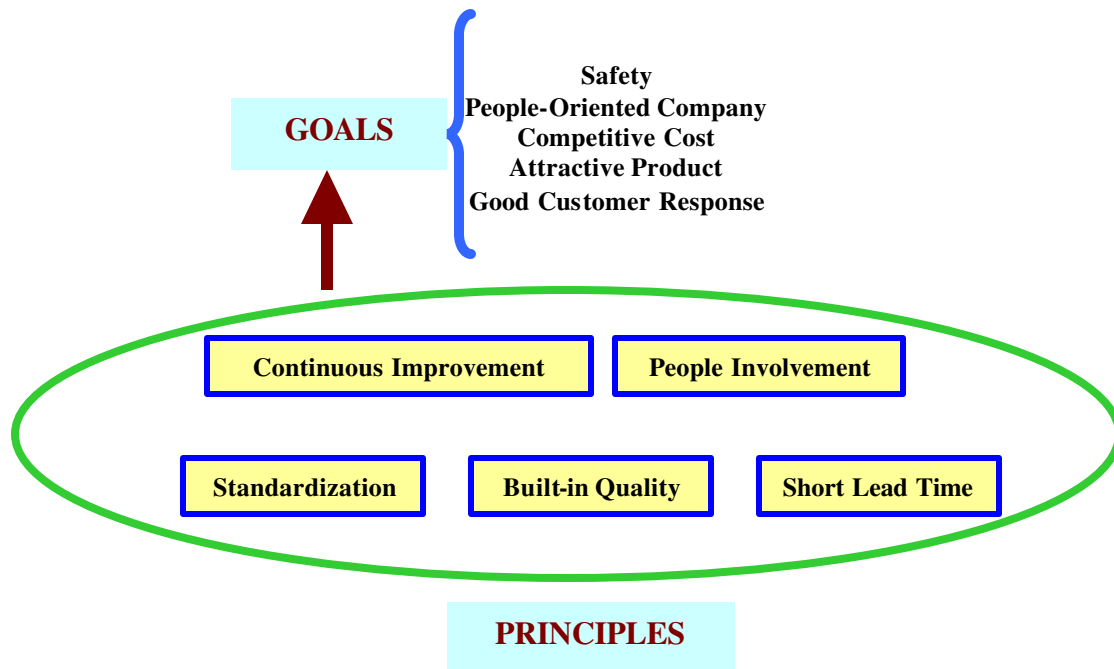 Safety
People-Oriented Company
GOALS
Competitive Cost
Attractive Product
Good Customer Response
Continuous Improvement
People Involvement
Standardization
Built-in Quality
Short Lead Time
PRINCIPLES